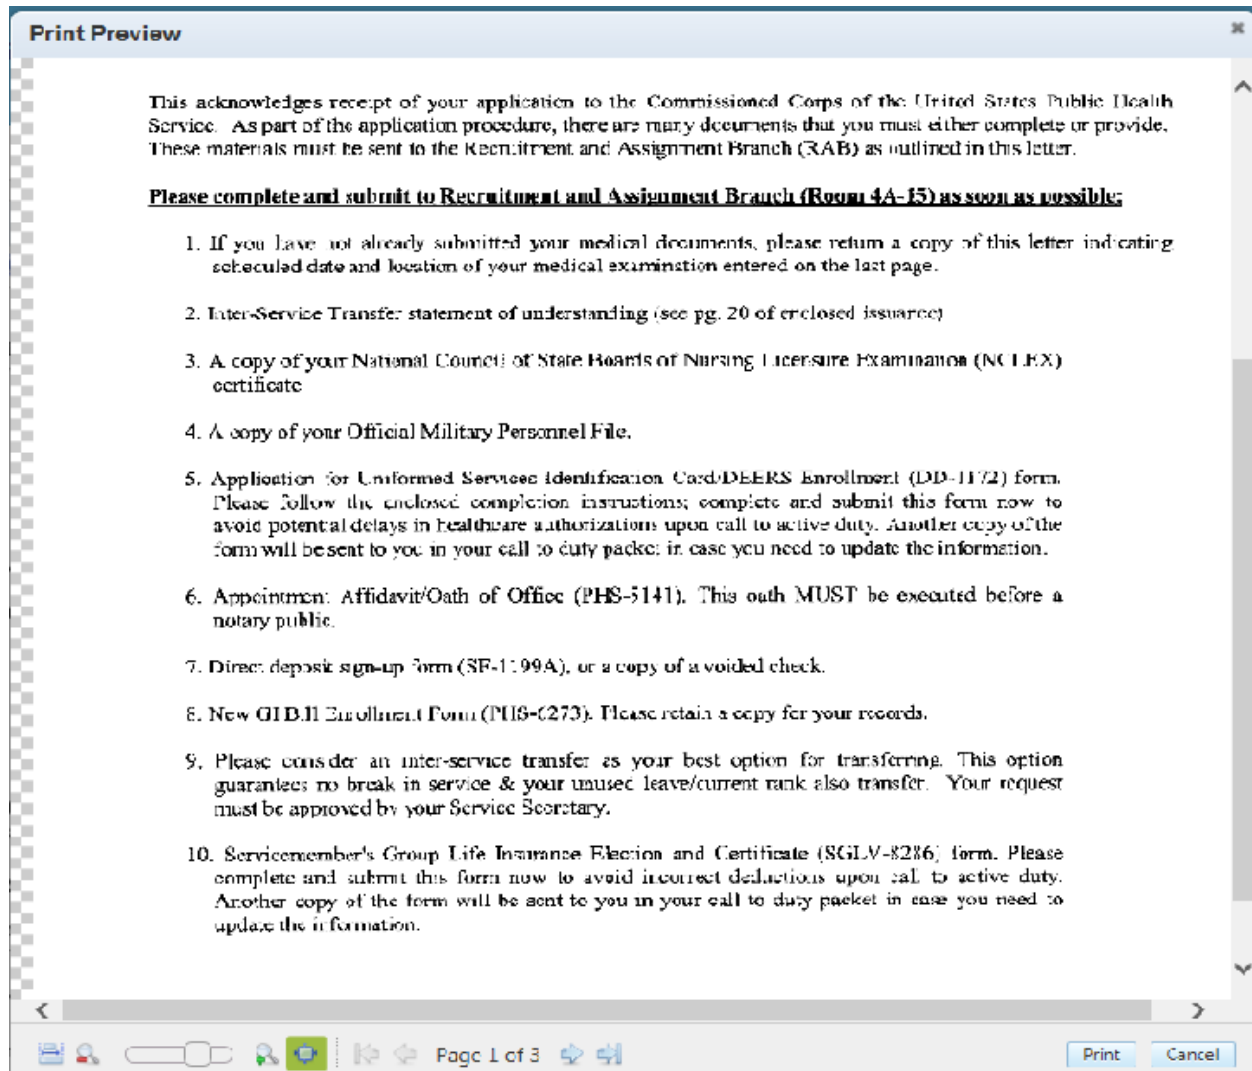 Print Preview
This acknowledges receipt of your application to the Commissioned Corps of the United States Public Health
Service. As part of the application procedure, there are many documents that you must either complete or provide.
These materials must be sent to the Recruitment and Assignment Branch (RAB) as outlined in this letter.
Please complete and submit to Recruitment and Assignment Branch (Room 4A-15) as soon as possible:
1. If you have not already submitted your medical documents, please return a copy of this letter indicating
scheduled date and location of your medical examination entered on the last page.
2. Inter-Service Transfer statement of understanding (see pg. 20 of enclosed issuance)
3. A copy of your National Council of State Boards of Nursing Licensure Examination (NCLEX)
certificate
4. A copy of your Official Military Personnel File.
5. Application for Uniformed Services Identification Card/DEERS Enrollment (DD-1172) form.
Please follow the enclosed completion instructions; complete and submit this form now to
avoid potential delays in healthcare authorizations upon call to active duty. Another copy of the
form will be sent to you in your call to duty packet in case you need to update the information.
6. Appointment Affidavit/Oath of Office (PHS-5141). This oath MUST be executed before a
notary public.
7. Direct deposit sign-up form (SF-1199A), or a copy of a voided check.
8. New GI Bill Enrollment Form (PHS-6273). Please retain a copy for your records.
9. Please consider an inter-service transfer as your best option for transferring. This option
guarantees no break in service & your unused leave/current rank also transfer. Your request
must be approved by your Service Secretary.
10. Servicemember's Group Life Insurance Election and Certificate (SGLV-8286) form. Please
complete and submit this form now to avoid incorrect deductions upon call to active duty.
Another copy of the form will be sent to you in your call to duty packet in case you need to
update the information.
Page 1 of 3
Print
Cancel